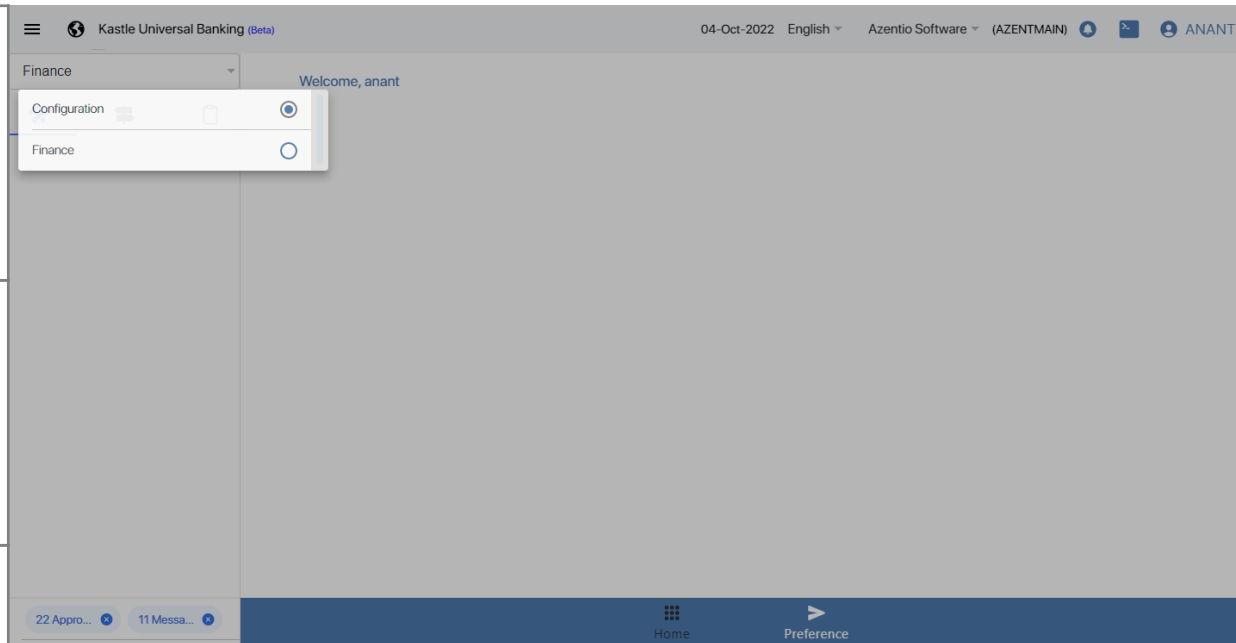 Kastle Universal Banking (Beta) 04-Oct-2022 English Azentio Software (AZENTMAIN) ANANT
Finance
Welcome, anant
Configuration
Finance
22 Appro... 11 Messa...
Home Preference